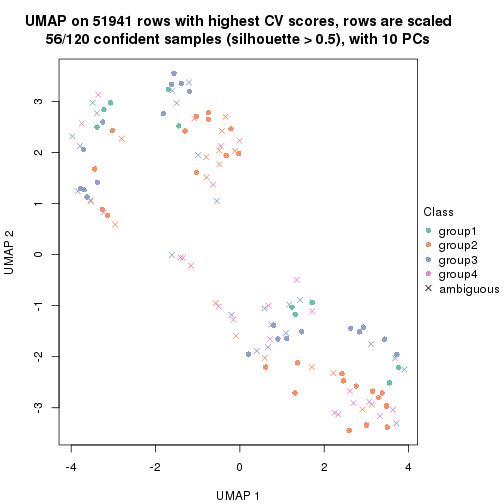 UMAP on 51941 rows with highest CV scores, rows are scaled
56/120 confident samples (silhouette > 0.5), with 10 PCs
UMAP 2
3
2
1
0
-1
-2
-3
-4
-2
0
2
4
UMAP 1
Class
group1
group2
group3
group4
ambiguous